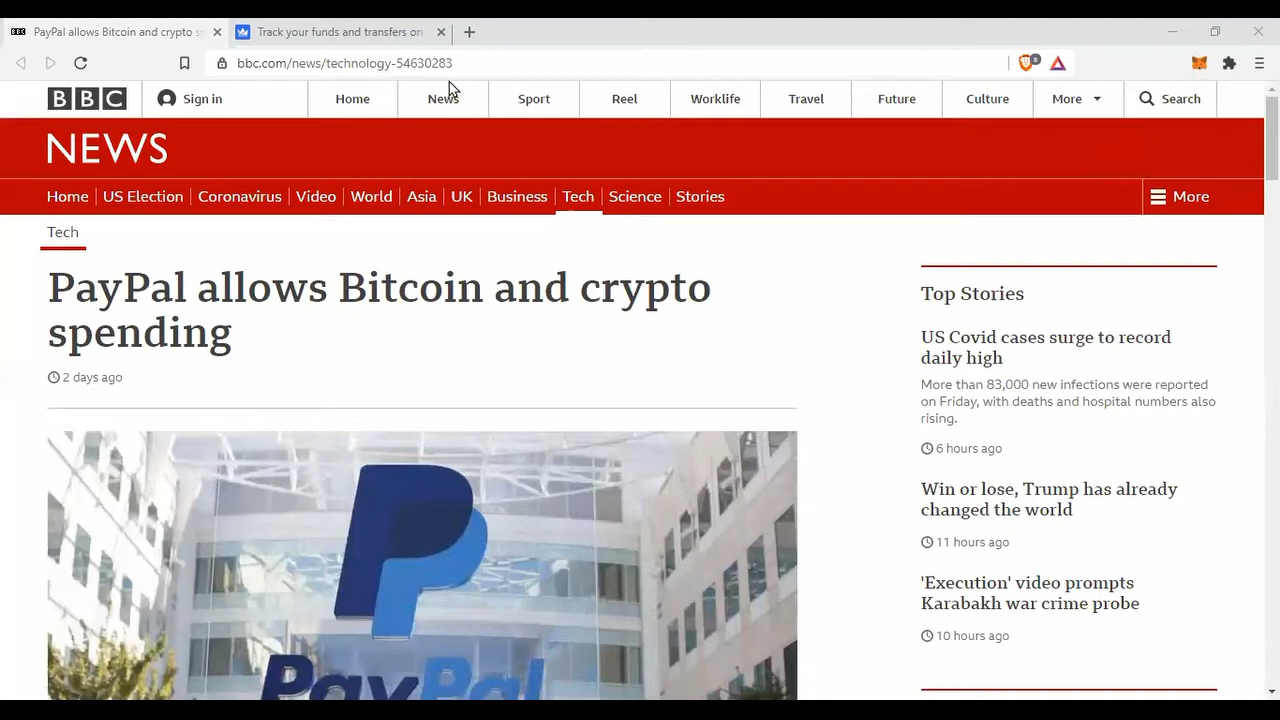 PayPal allows Bitcoin and crypto s
Track your funds and transfers on
bbc.com/news/technology-54630283
8
BBC
Sign in
Home
News
Sport
Reel
Worklife
Travel
Future
Culture
More
Search
NEWS
Home
US Election
Coronavirus
Video
World
Asia
UK
Business
Tech
Science
Stories
More
Tech
PayPal allows Bitcoin and crypto
spending
2 days ago
PayPal
Top Stories
US Covid cases surge to record
daily high
More than 83,000 new infections were reported
on Friday, with deaths and hospital numbers also
rising.
6 hours ago
Win or lose, Trump has already
changed the world
11 hours ago
'Execution' video prompts
Karabakh war crime probe
10 hours ago